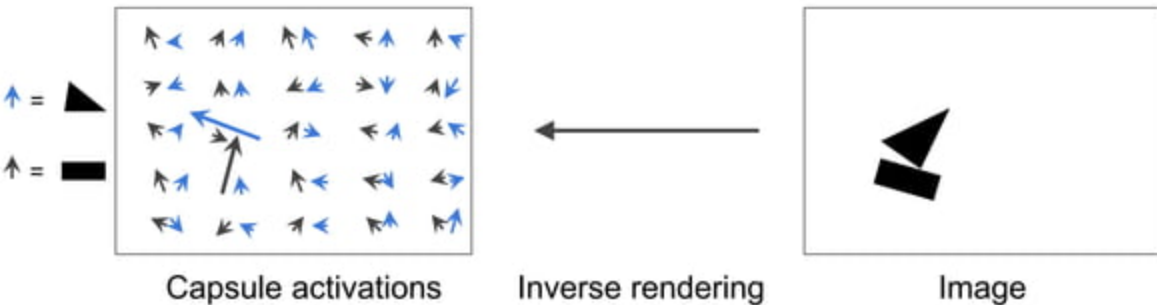 =
=
Capsule activations
Inverse rendering
Image